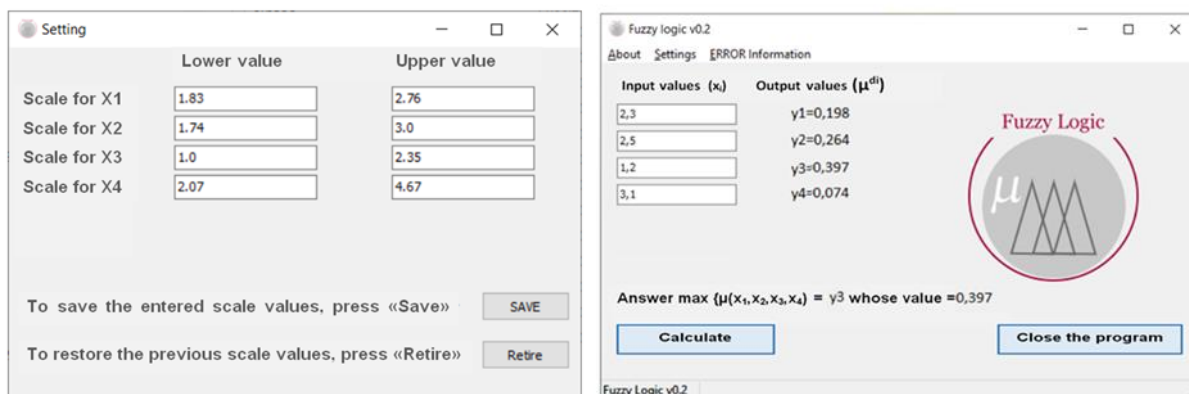 Setting
Lower value Upper value
Scale for X1 1.83 2.76
Scale for X2 1.74 3.0
Scale for X3 1.0 2.35
Scale for X4 2.07 4.67
To save the entered scale values, press «Save» SAVE
To restore the previous scale values, press «Retire» Retire
Fuzzy logic v0.2
About Settings ERROR Information
Input values (xᵢ) Output values (μᵈⁱ)
2,3 y1=0,198
2,5 y2=0,264
1,2 y3=0,397
3,1 y4=0,074
Fuzzy Logic
μ
Answer max {μ(x₁,x₂,x₃,x₄) = y3 whose value =0,397
Calculate Close the program
Fuzzy Logic v0.2